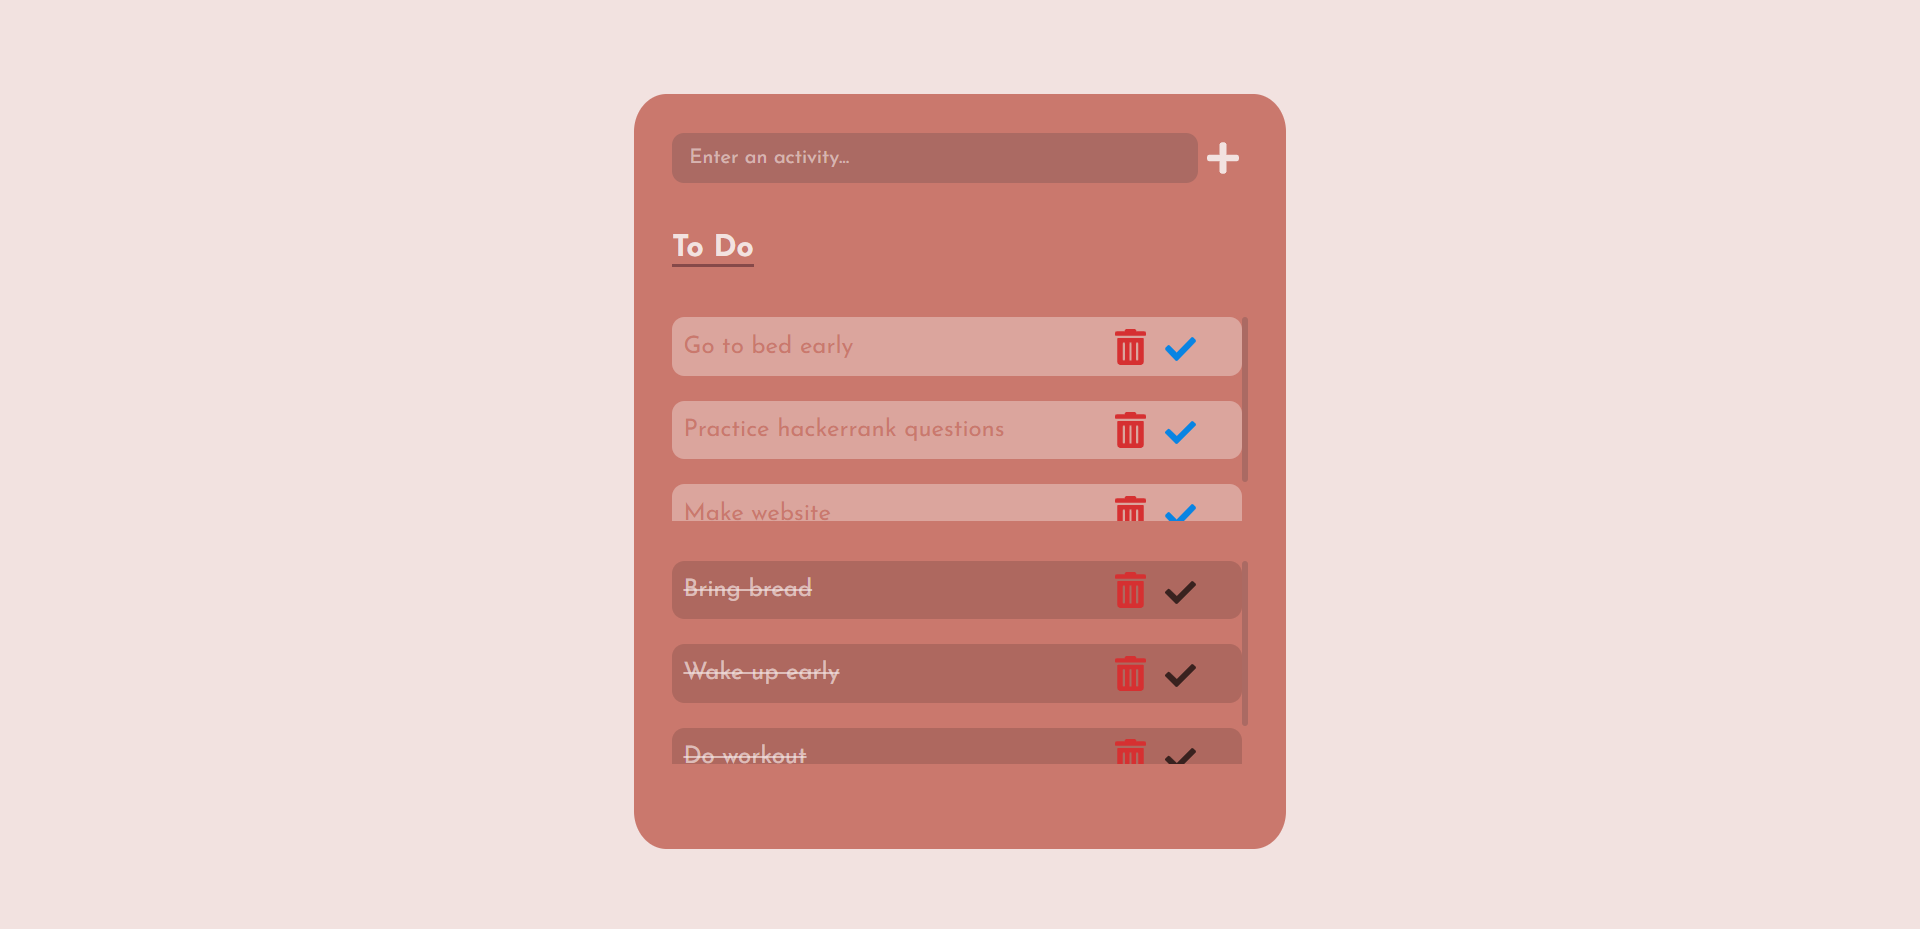 Enter an activity...
To Do
Go to bed early
Practice hackerrank questions
Make website
Bring bread
Wake up early
Do workout